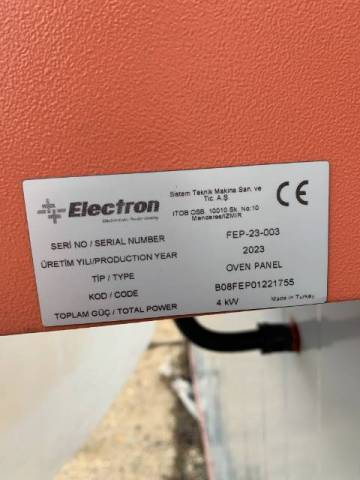 Electron
Sistem Teknik Makina San. ve
Tic. A.Ş
ITOB OSB. 10010 Sk. No:10
Menderes/İZMİR
CE
SERİ NO / SERIAL NUMBER FEP-23-003
ÜRETİM YILI/PRODUCTION YEAR 2023
TİP / TYPE OVEN PANEL
KOD / CODE B08FEP01221755
TOPLAM GÜÇ / TOTAL POWER 4 kW
Made in Turkey